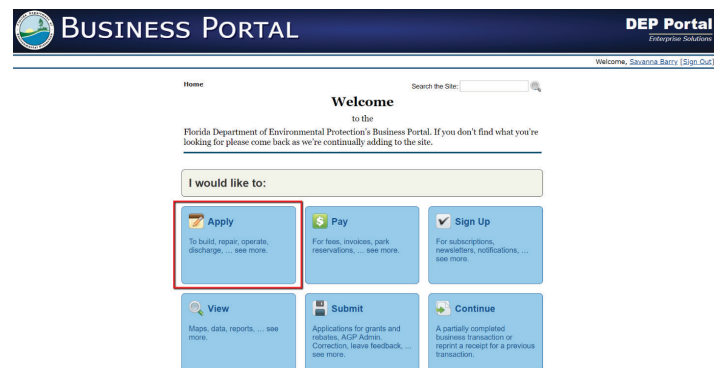 BUSINESS PORTAL
DEP Portal
Enterprise Solutions
Welcome, Savanna Barry [Sign Out]
Home
Search the Site:
Welcome
to the
Florida Department of Environmental Protection's Business Portal. If you don't find what you're
looking for please come back as we're continually adding to the site.
I would like to:
Apply
To build, repair, operate,
discharge, ... see more.
Pay
For fees, invoices, park
reservations, ... see more.
Sign Up
For subscriptions,
newsletters, notifications, ...
see more.
View
Maps, data, reports, ... see
more.
Submit
Applications for grants and
rebates, AGP Admin.
Correction, leave feedback, ...
see more.
Continue
A partially completed
business transaction or
reprint a receipt for a previous
transaction.